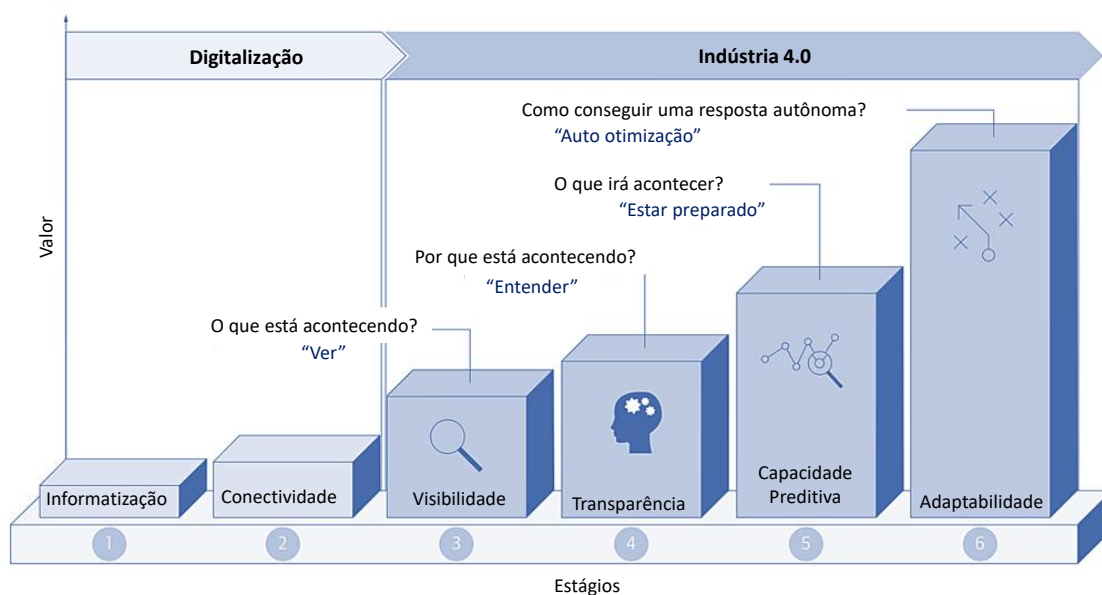 Digitalização
Indústria 4.0
Como conseguir uma resposta autônoma?
“Auto otimização”
O que irá acontecer?
“Estar preparado”
Por que está acontecendo?
“Entender”
O que está acontecendo?
“Ver”
Valor
Informatização
Conectividade
Visibilidade
Transparência
Capacidade
Preditiva
Adaptabilidade
1
2
3
4
5
6
Estágios